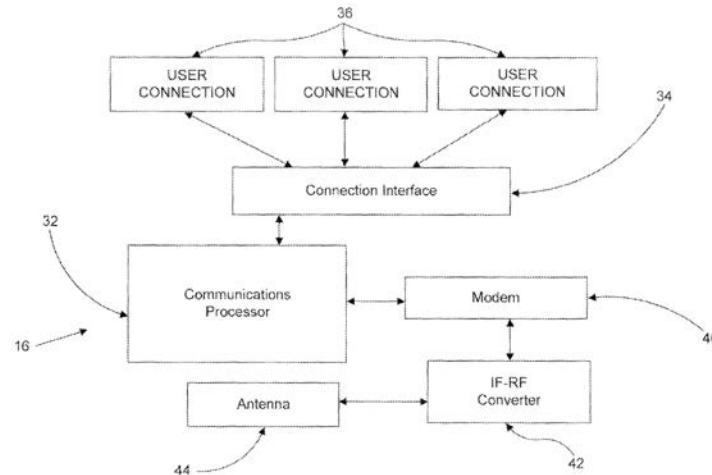 36
USER
CONNECTION
USER
CONNECTION
USER
CONNECTION
34
Connection Interface
32
Communications
Processor
Modem
16
40
IF-RF
Converter
Antenna
44
42